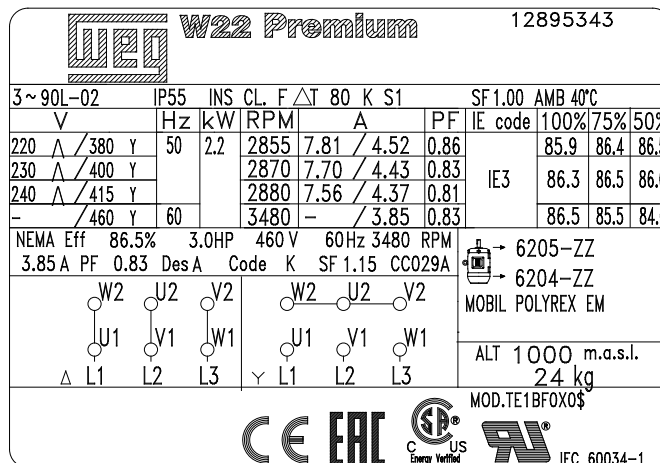 WEG W22 Premium 12895343
3~ 90L-02 IP55 INS CL. F △T 80 K S1 SF 1.00 AMB 40°C
V Hz kW RPM A PF IE code 100% 75% 50%
220 △ / 380 Y 50 2.2 2855 7.81 / 4.52 0.86 85.9 86.4
230 △ / 400 Y 2870 7.70 / 4.43 0.83 IE3 86.3 86.5
240 △ / 415 Y 2880 7.56 / 4.37 0.81
- / 460 Y 60 3480 - / 3.85 0.83 86.5 85.5
NEMA Eff 86.5% 3.0HP 460 V 60Hz 3480 RPM
3.85 A PF 0.83 Des A Code K SF 1.15 CC029A
→ 6205-ZZ
→ 6204-ZZ
MOBIL POLYREX EM
W2 U2 V2 W2 U2 V2
U1 V1 W1 U1 V1 W1
△ L1 L2 L3 Y L1 L2 L3
ALT 1000 m.a.s.l.
24 kg
MOD.TE1BF0X0$
CE EAC SA ® C US Energy Verified RU ® IEC 60034-1